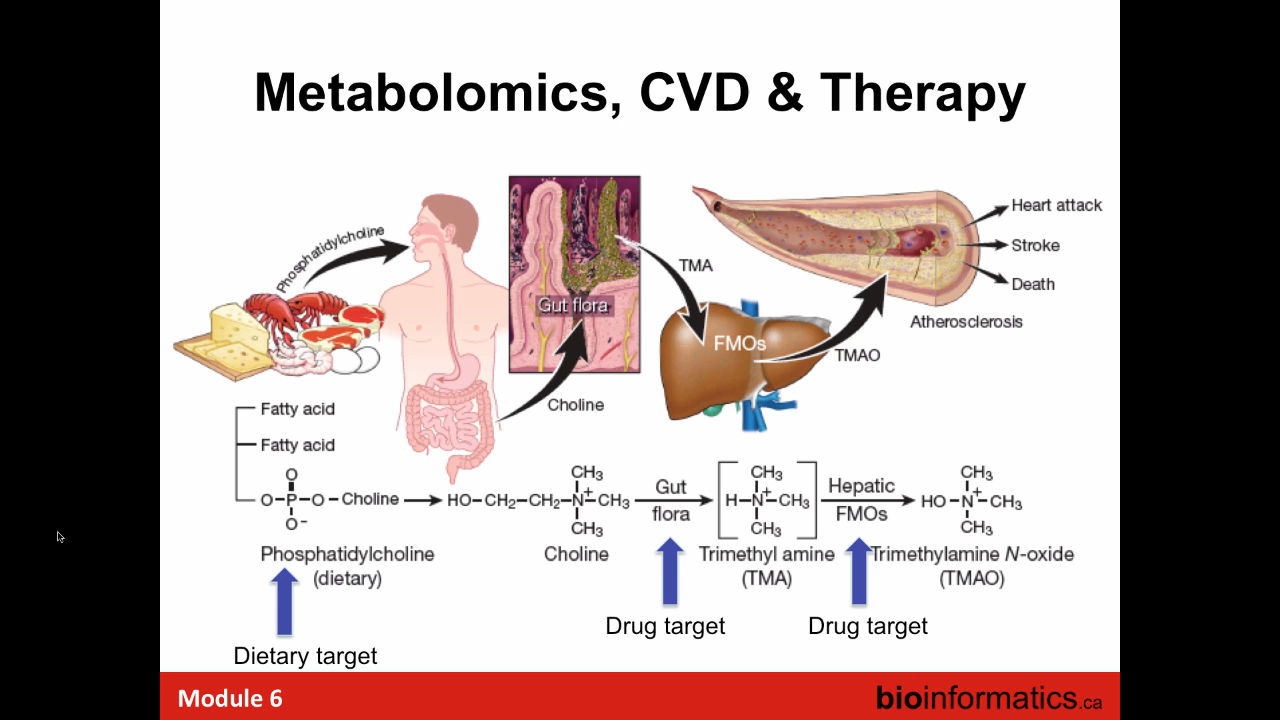 Metabolomics, CVD & Therapy
Phosphatidylcholine
Gut flora
Choline
TMA
FMOs
TMAO
Heart attack
Stroke
Death
Atherosclerosis
Fatty acid
Fatty acid
O
O–P–O – Choline
O–
CH3
HO–CH2–CH2–N+–CH3
CH3
Gut
flora
CH3
H–N+–CH3
CH3
Hepatic
FMOs
CH3
HO–N+–CH3
CH3
Phosphatidylcholine
(dietary)
Choline
Trimethyl amine
(TMA)
Trimethylamine N-oxide
(TMAO)
Dietary target
Drug target
Drug target
Module 6
bioinformatics.ca